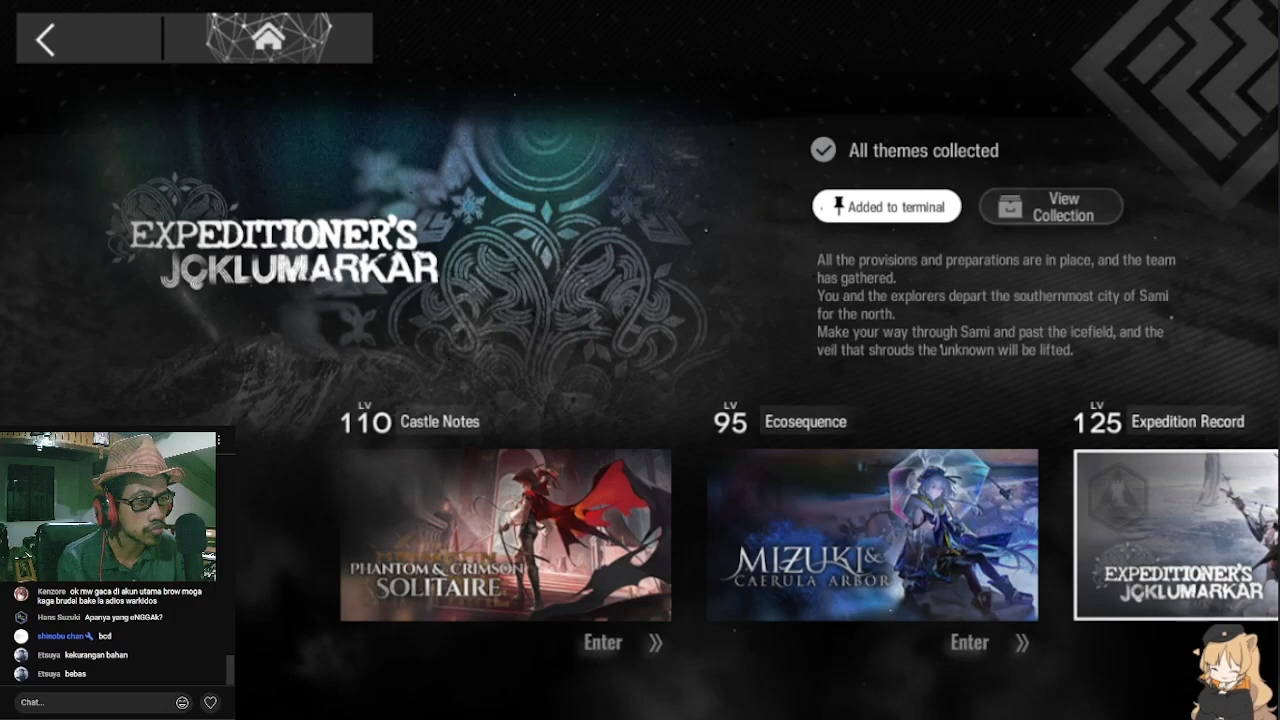 All themes collected
Added to terminal
View
Collection
EXPEDITIONER'S
JǪKLUMARKAR
All the provisions and preparations are in place, and the team
has gathered.
You and the explorers depart the southernmost city of Sami
for the north.
Make your way through Sami and past the icefield, and the
veil that shrouds the unknown will be lifted.
LV
110 Castle Notes
LV
95 Ecosequence
LV
125 Expedition Record
PHANTOM & CRIMSON
SOLITAIRE
MIZUKI &
CAERULA ARBOR
EXPEDITIONER'S
JǪKLUMARKAR
Enter
Enter
Kenzore ok mw gaca di akun utama brow moga
kaga brudal bake la adios warkidos
Hans Suzuki Apanya yang eNGGAk?
shinobu chan bcd
Etsuya kekurangan bahan
Etsuya bebas
Chat...